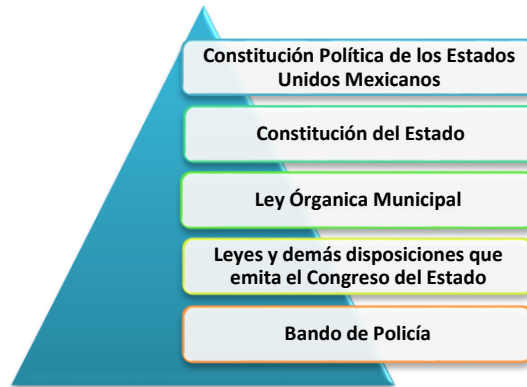 Constitución Política de los Estados
Unidos Mexicanos
Constitución del Estado
Ley Órganica Municipal
Leyes y demás disposiciones que
emita el Congreso del Estado
Bando de Policía